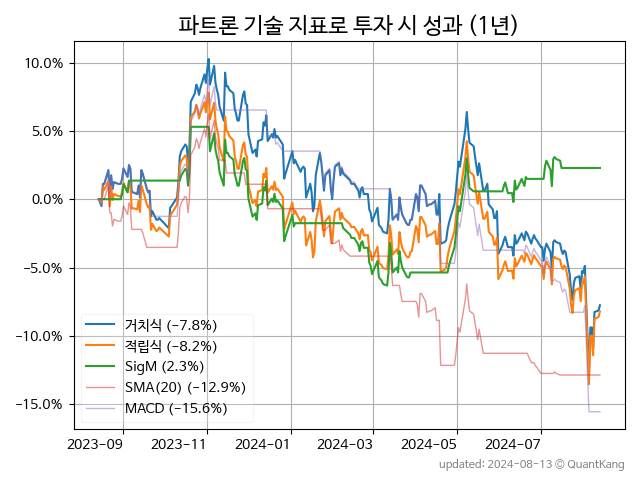 파트론 기술 지표로 투자 시 성과 (1년)
10.0%
5.0%
0.0%
−5.0%
−10.0%
−15.0%
거치식 (−7.8%)
적립식 (−8.2%)
SigM (2.3%)
SMA(20) (−12.9%)
MACD (−15.6%)
2023-09 2023-11 2024-01 2024-03 2024-05 2024-07
updated: 2024-08-13 © QuantKang